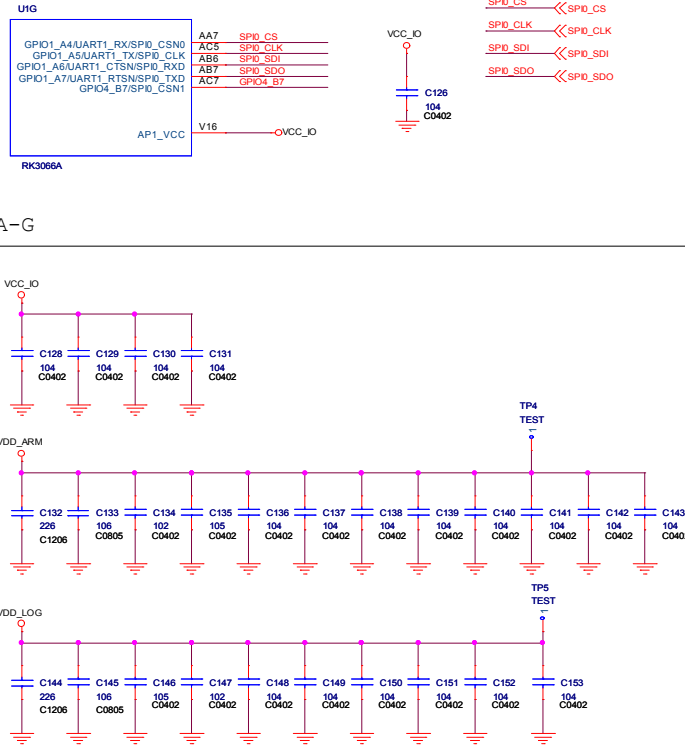 U1G
GPIO1_A4/UART1_RX/SPI0_CSN0 AA7 SPI0_CS
GPIO1_A5/UART1_TX/SPI0_CLK AC5 SPI0_CLK
GPIO1_A6/UART1_CTSN/SPI0_RXD AB6 SPI0_SDI
GPIO1_A7/UART1_RTSN/SPI0_TXD AB7 SPI0_SDO
GPIO4_B7/SPI0_CSN1 AC7 GPIO4_B7
AP1_VCC V16 VCC_IO
RK3066A
VCC_IO
C126
104
C0402
SPI0_CS SPI0_CS
SPI0_CLK SPI0_CLK
SPI0_SDI SPI0_SDI
SPI0_SDO SPI0_SDO
A-G
VCC_IO
C128 C129 C130 C131
104 104 104 104
C0402 C0402 C0402 C0402
TP4
TEST
1
VDD_ARM
C132 C133 C134 C135 C136 C137 C138 C139 C140 C141 C142 C143
226 106 102 105 104 104 104 104 104 104 104 104
C1206 C0805 C0402 C0402 C0402 C0402 C0402 C0402 C0402 C0402 C0402 C0402
TP5
TEST
1
VDD_LOG
C144 C145 C146 C147 C148 C149 C150 C151 C152 C153
226 106 105 102 104 104 104 104 104 104
C1206 C0805 C0402 C0402 C0402 C0402 C0402 C0402 C0402 C0402